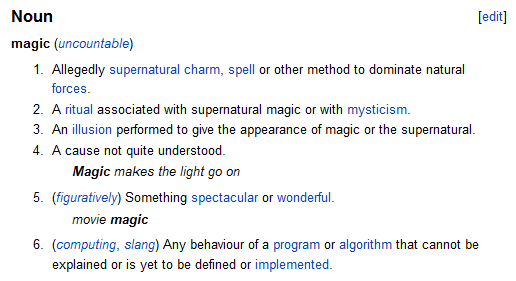 Noun [edit]
magic (uncountable)
1. Allegedly supernatural charm, spell or other method to dominate natural
forces.
2. A ritual associated with supernatural magic or with mysticism.
3. An illusion performed to give the appearance of magic or the supernatural.
4. A cause not quite understood.
Magic makes the light go on
5. (figuratively) Something spectacular or wonderful.
movie magic
6. (computing, slang) Any behaviour of a program or algorithm that cannot be
explained or is yet to be defined or implemented.